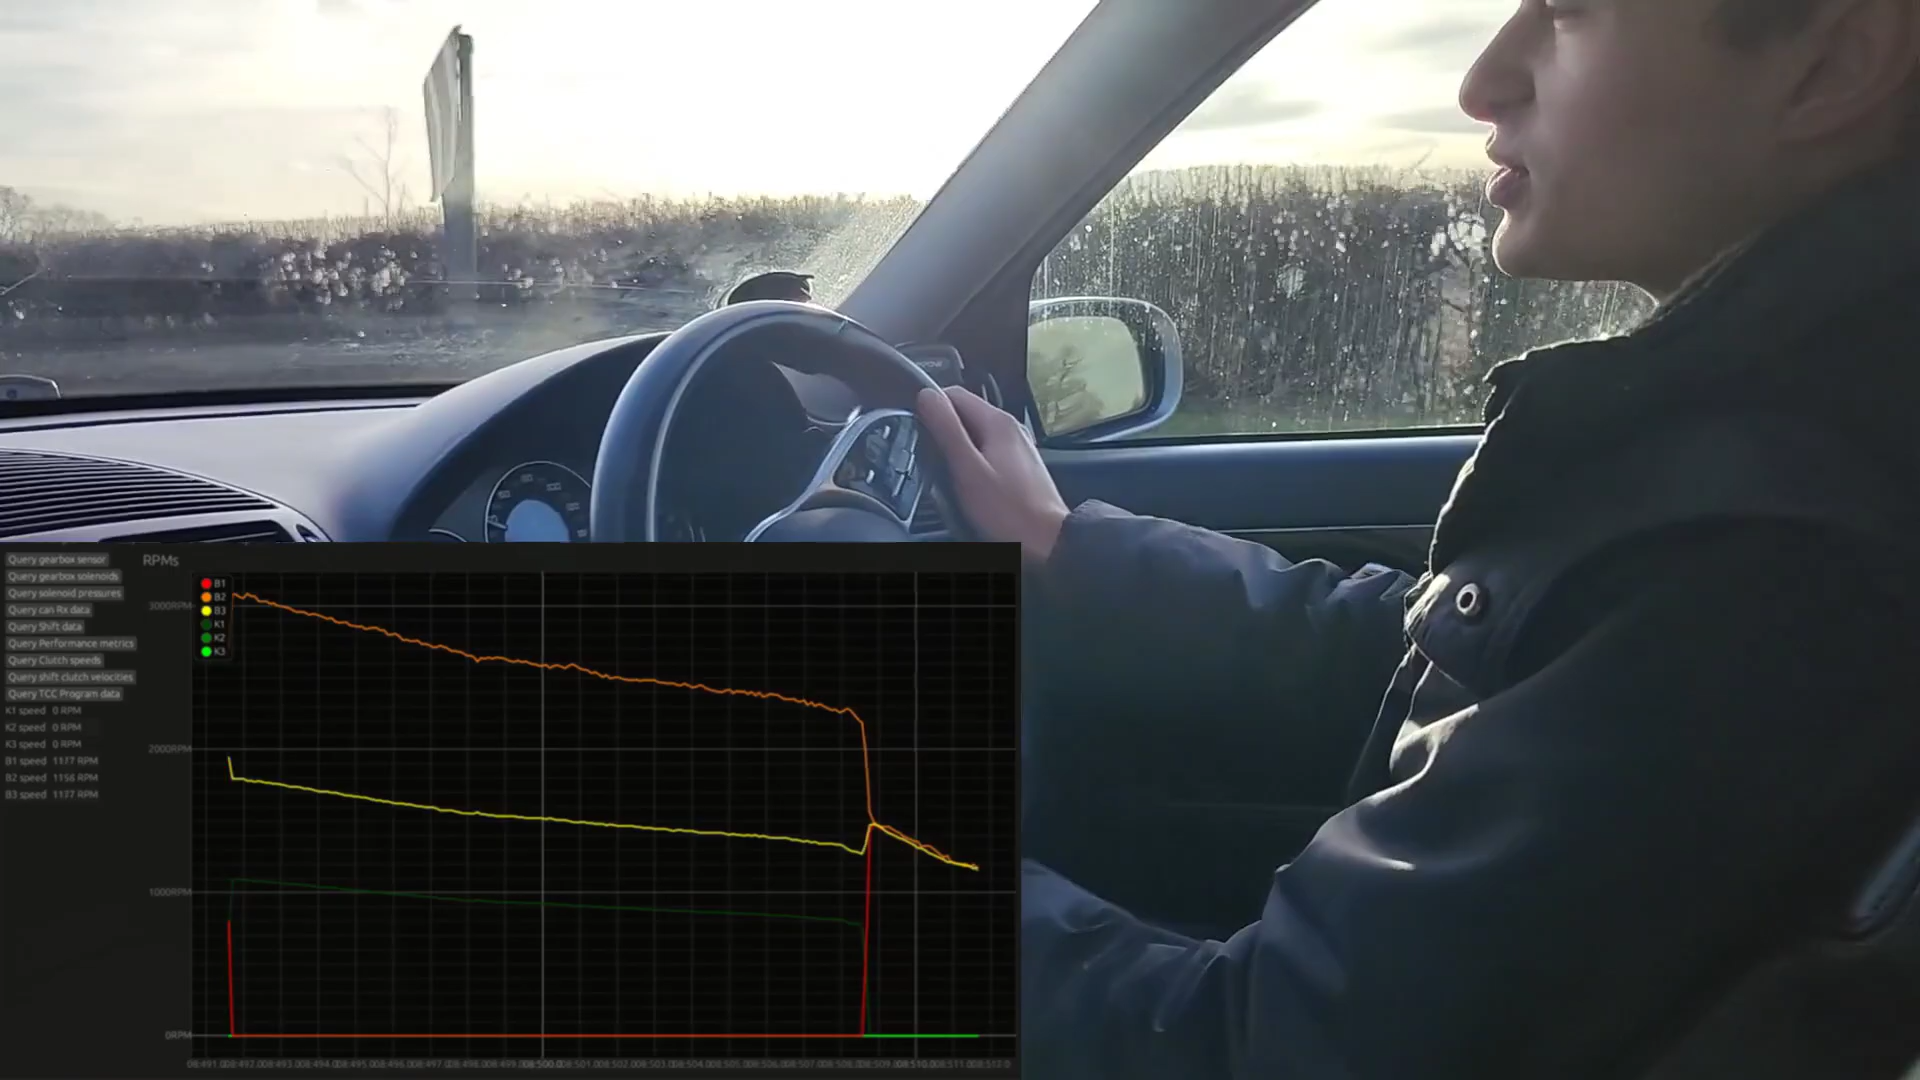 Query gearbox sensor
Query gearbox solenoids
Query solenoid pressures
Query can Rx data
Query Shift data
Query Performance metrics
Query Clutch speeds
Query shift clutch velocities
Query TCC Program data
K1 speed 0 RPM
K2 speed 0 RPM
K3 speed 0 RPM
B1 speed 1177 RPM
B2 speed 1156 RPM
B3 speed 1177 RPM
RPMs
B1
B2
B3
K1
K2
K3
3000RPM
2000RPM
1000RPM
0RPM